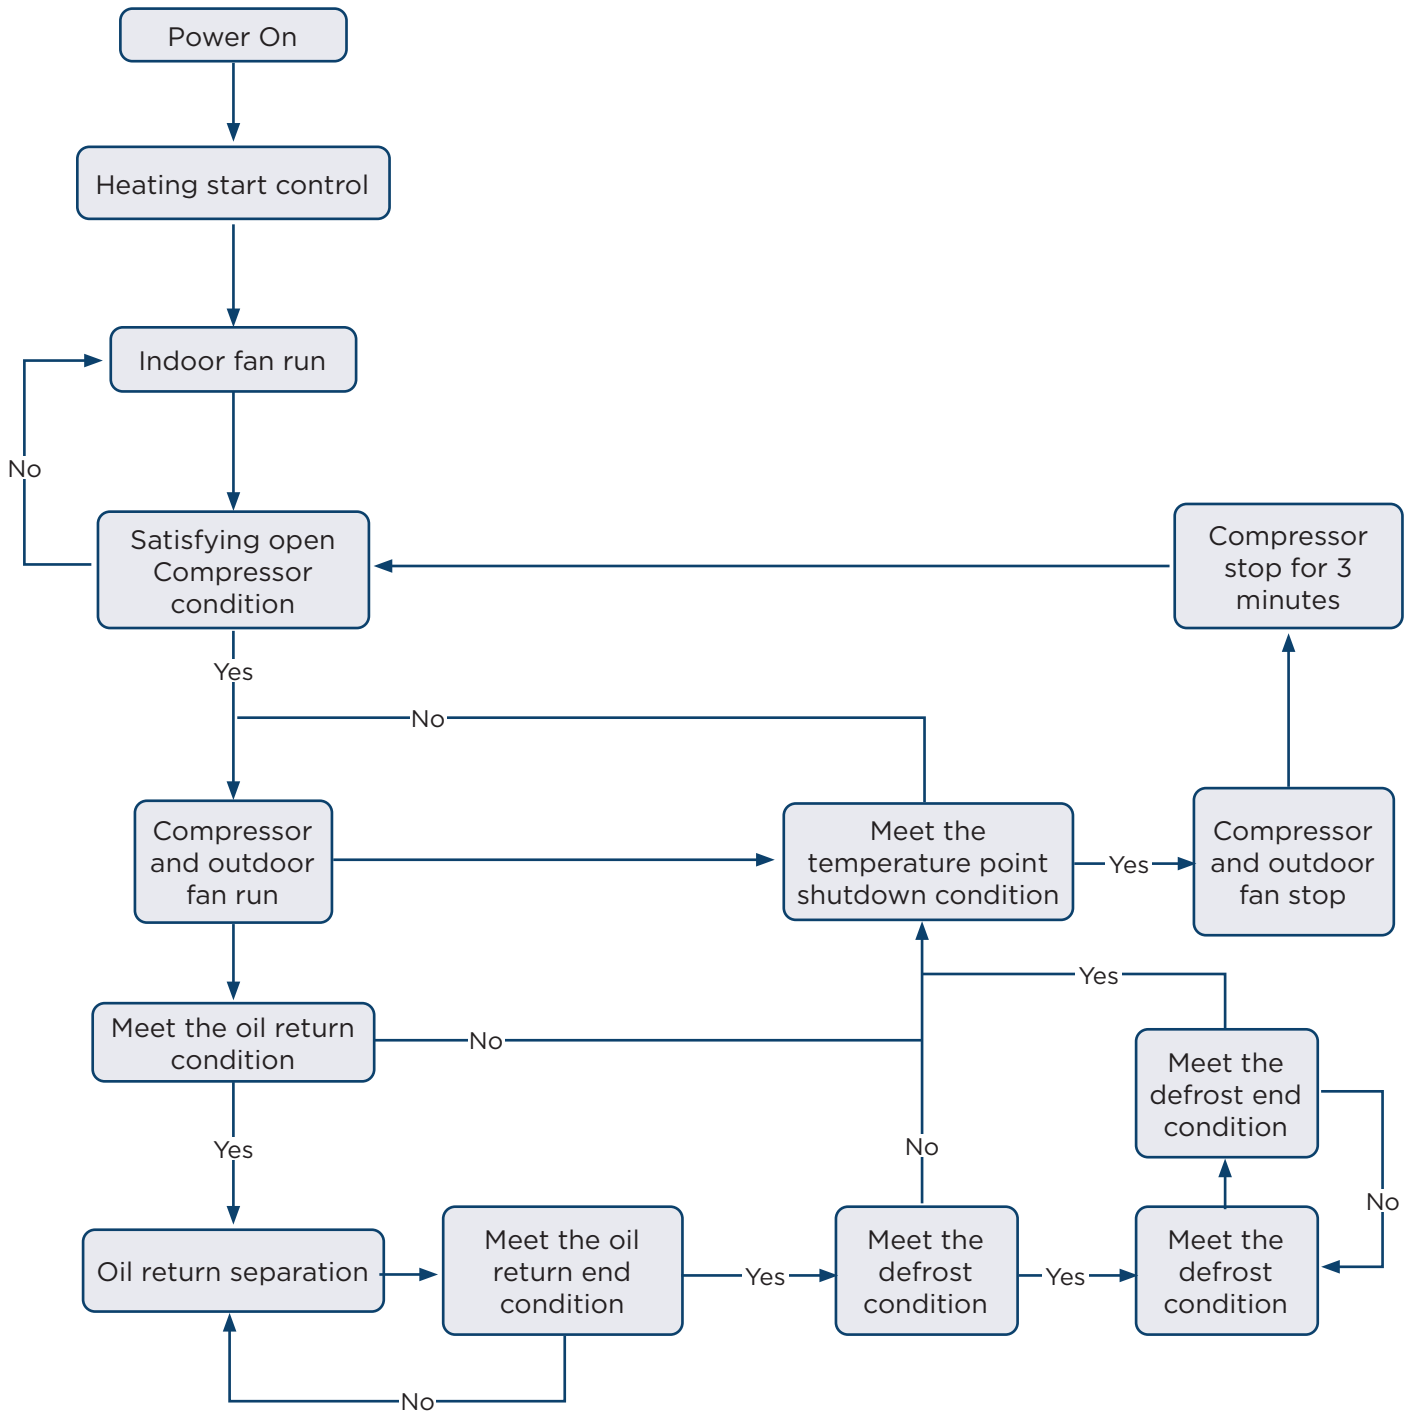 Power On
Heating start control
Indoor fan run
No
Satisfying open
Compressor
condition
Compressor
stop for 3
minutes
Yes
No
Compressor
and outdoor
fan run
Meet the
temperature point
shutdown condition
Yes
Compressor
and outdoor
fan stop
Yes
Meet the oil return
condition
No
Meet the
defrost end
condition
Yes
No
No
Oil return separation
Meet the oil
return end
condition
Yes
Meet the
defrost
condition
Yes
Meet the
defrost
condition
No